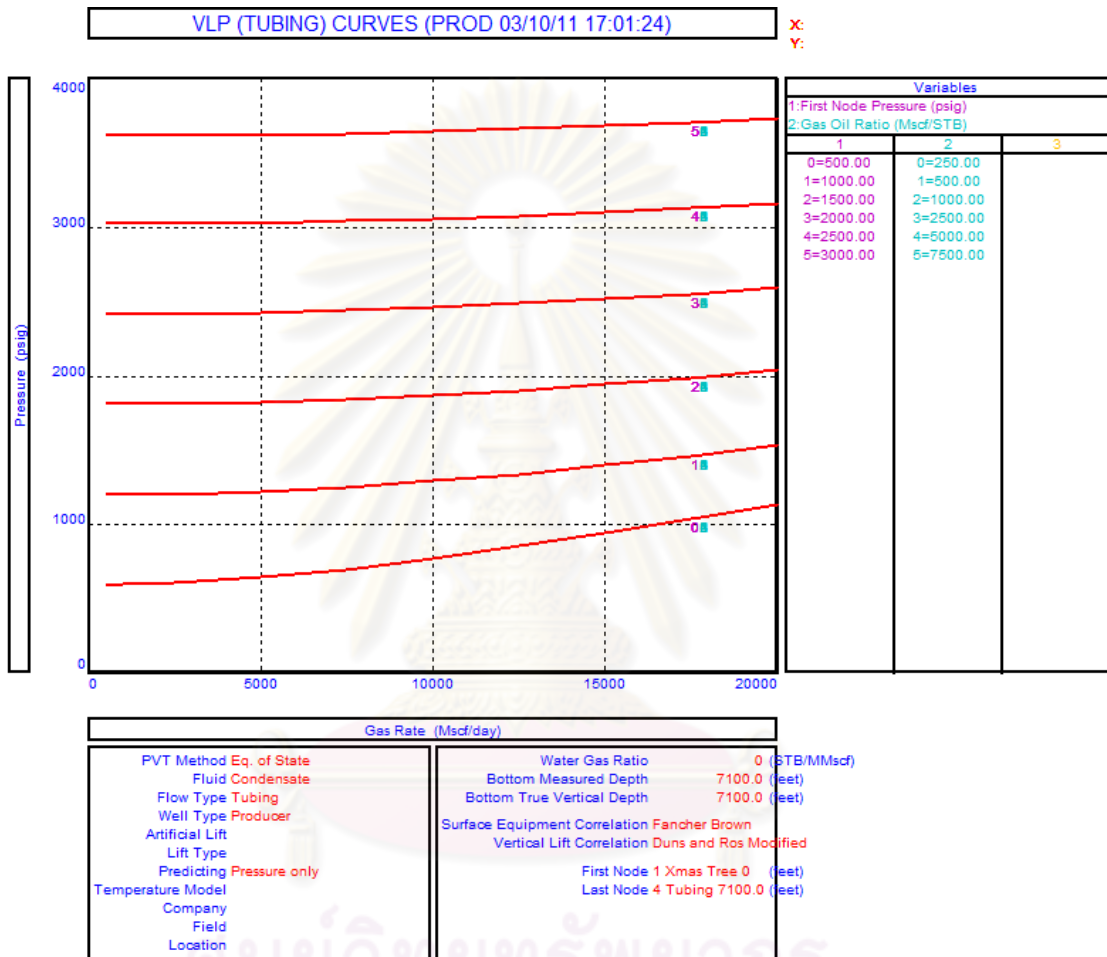 VLP (TUBING) CURVES (PROD 03/10/11 17:01:24)
X:
Y:
Pressure (psig)
4000
3000
2000
1000
0
5
4
3
2
1
0
0 5000 10000 15000 20000
Gas Rate (Mscf/day)
Variables
1:First Node Pressure (psig)
2:Gas Oil Ratio (Mscf/STB)
1 2 3
0=500.00 0=250.00
1=1000.00 1=500.00
2=1500.00 2=1000.00
3=2000.00 3=2500.00
4=2500.00 4=5000.00
5=3000.00 5=7500.00
PVT Method Eq. of State
Fluid Condensate
Flow Type Tubing
Well Type Producer
Artificial Lift
Lift Type
Predicting Pressure only
Temperature Model
Company
Field
Location
Water Gas Ratio 0 (STB/MMscf)
Bottom Measured Depth 7100.0 (feet)
Bottom True Vertical Depth 7100.0 (feet)
Surface Equipment Correlation Fancher Brown
Vertical Lift Correlation Duns and Ros Modified
First Node 1 Xmas Tree 0 (feet)
Last Node 4 Tubing 7100.0 (feet)